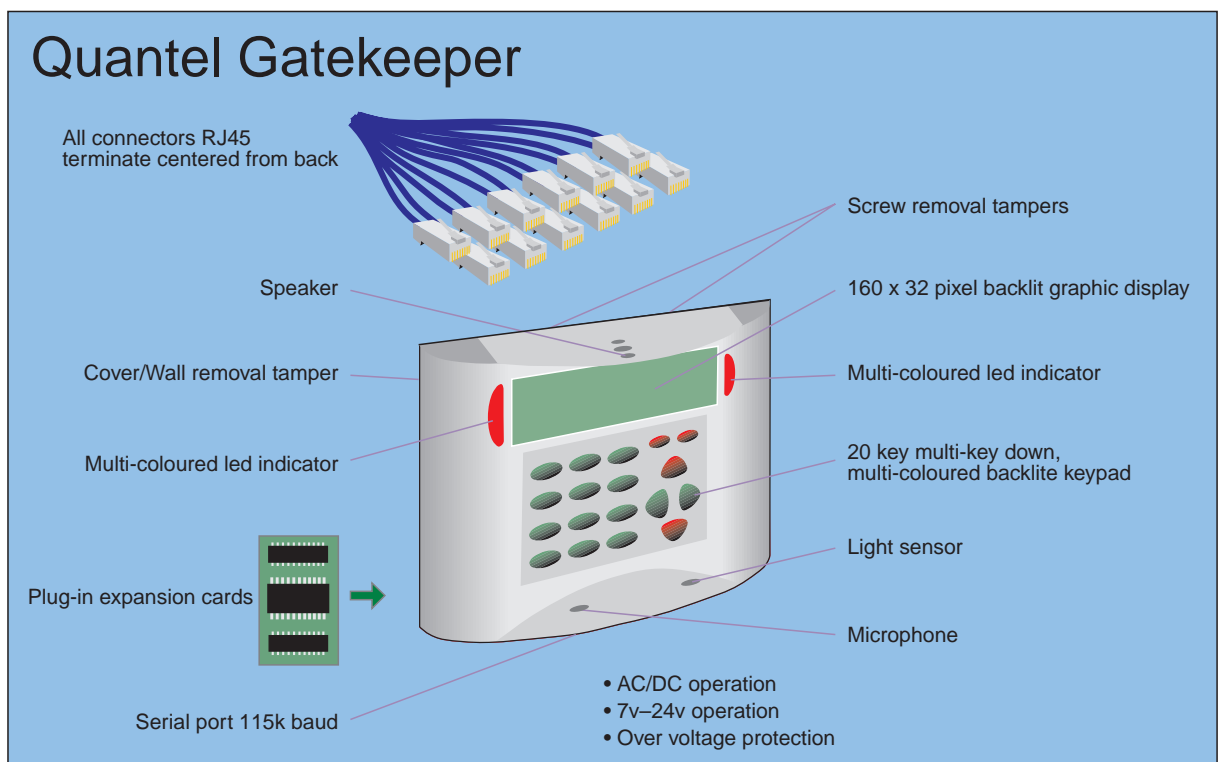 Quantel Gatekeeper
All connectors RJ45
terminate centered from back
Screw removal tampers
Speaker
160 x 32 pixel backlit graphic display
Cover/Wall removal tamper
Multi-coloured led indicator
Multi-coloured led indicator
20 key multi-key down,
multi-coloured backlite keypad
Light sensor
Plug-in expansion cards
Microphone
• AC/DC operation
• 7v–24v operation
• Over voltage protection
Serial port 115k baud